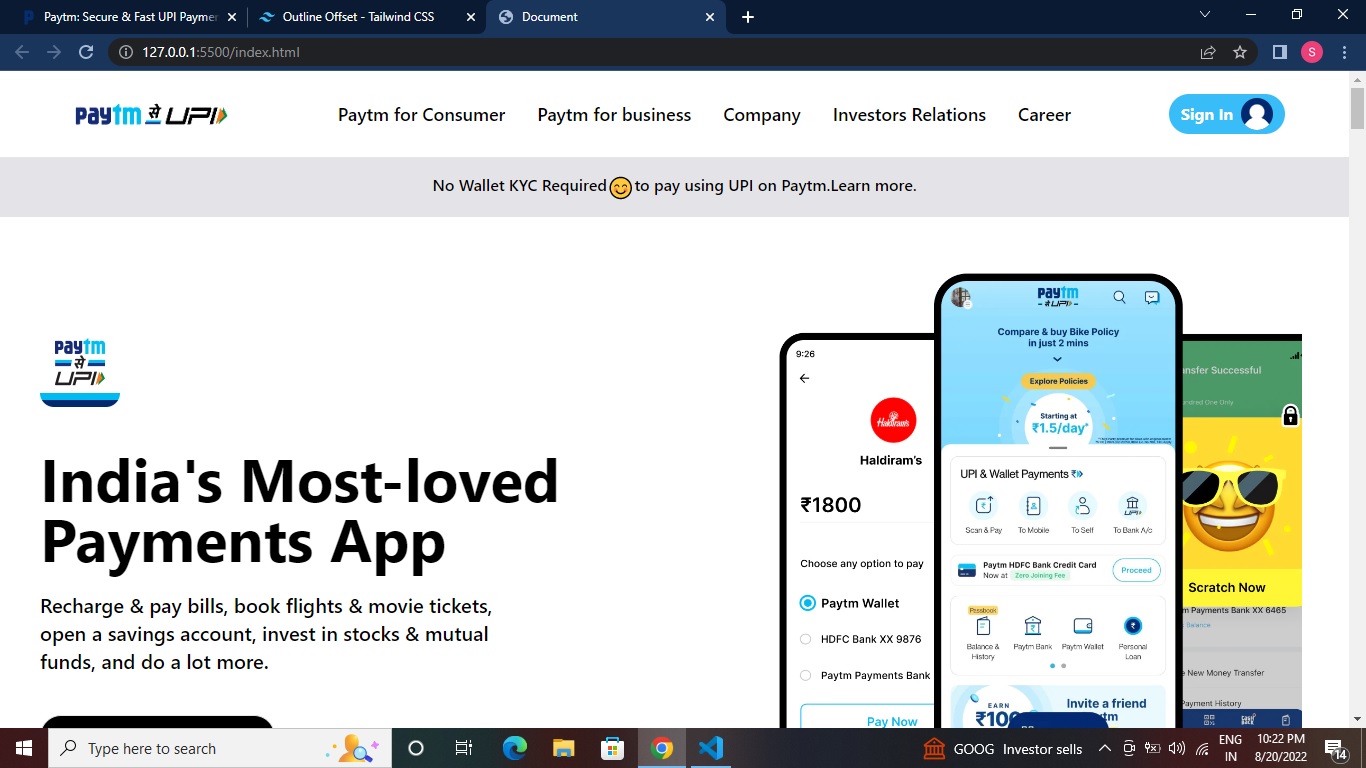 Paytm: Secure & Fast UPI Paymen
Outline Offset - Tailwind CSS
Document
127.0.0.1:5500/index.html
S
paytm से UPI
Paytm for Consumer
Paytm for business
Company
Investors Relations
Career
Sign In
No Wallet KYC Required😊to pay using UPI on Paytm.Learn more.
paytm
से
UPI
India's Most-loved
Payments App
Recharge & pay bills, book flights & movie tickets,
open a savings account, invest in stocks & mutual
funds, and do a lot more.
9:26
Haldiram's
Haldiram's
₹1800
Choose any option to pay
Paytm Wallet
HDFC Bank XX 9876
Paytm Payments Bank
Pay Now
paytm
से UPI
Compare & buy Bike Policy
in just 2 mins
Explore Policies
Starting at
₹1.5/day*
UPI & Wallet Payments
Scan & Pay
To Mobile
To Self
UPI
To Bank A/c
Paytm HDFC Bank Credit Card
Now at Zero Joining Fee
Proceed
Passbook
Balance &
History
Paytm Bank
Paytm Wallet
Personal
Loan
EARN
₹100
Invite a friend
tm
ansfer Successful
Scratch Now
m Payments Bank XX 6465
Balance
e New Money Transfer
Payment History
Type here to search
GOOG Investor sells
ENG
IN
10:22 PM
8/20/2022
14